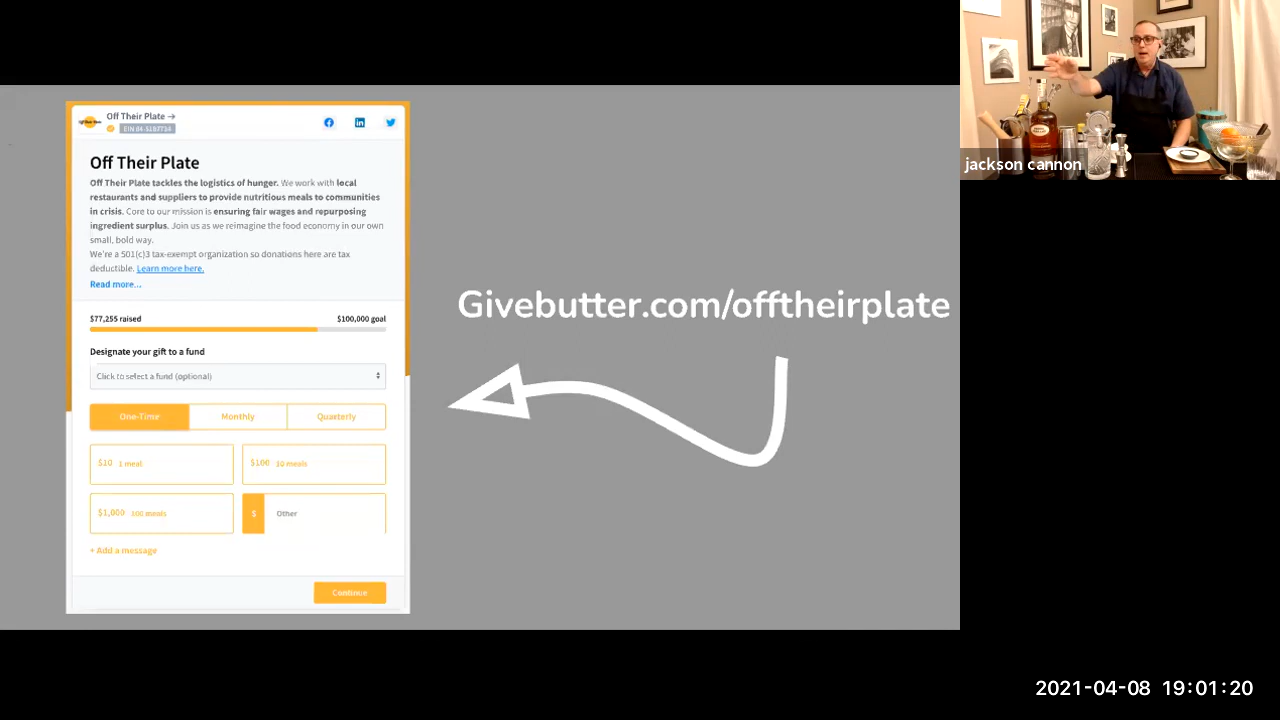 Off Their Plate →
Off Their Plate
Off Their Plate tackles the logistics of hunger. We work with local
restaurants and suppliers to provide nutritious meals to communities
in crisis. Core to our mission is ensuring fair wages and repurposing
ingredient surplus. Join us as we reimagine the food economy in our own
small, bold way.
We're a 501(c)3 tax-exempt organization so donations here are tax
deductible. Learn more here.
Read more...
$77,255 raised
$100,000 goal
Designate your gift to a fund
Click to select a fund (optional)
One-Time
Monthly
Quarterly
$10 1 meal
$100 10 meals
$1,000 100 meals
$ Other
+ Add a message
Continue
Givebutter.com/offtheirplate
jackson cannon
2021-04-08 19:01:20